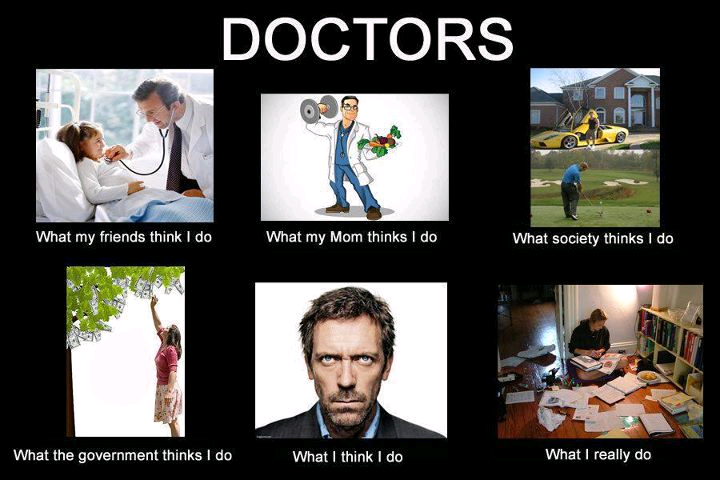 DOCTORS
What my friends think I do
What my Mom thinks I do
What society thinks I do
What the government thinks I do
What I think I do
What I really do